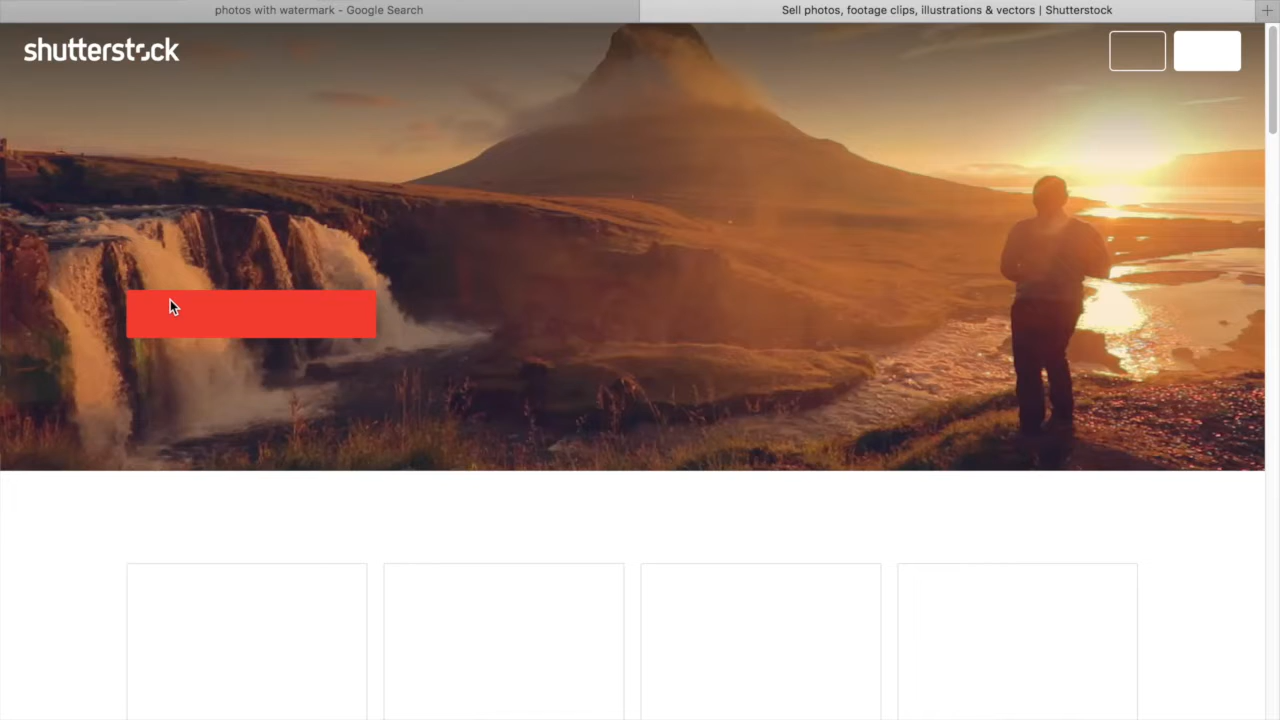 photos with watermark - Google Search
Sell photos, footage clips, illustrations & vectors | Shutterstock
shutterstock